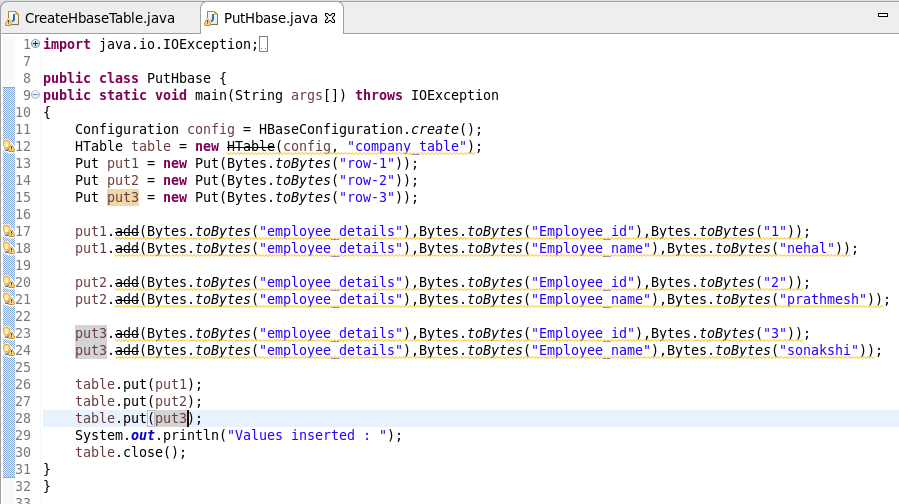 CreateHbaseTable.java PutHbase.java
1 import java.io.IOException;
7
8 public class PutHbase {
9 public static void main(String args[]) throws IOException
10 {
11 Configuration config = HBaseConfiguration.create();
12 HTable table = new HTable(config, "company_table");
13 Put put1 = new Put(Bytes.toBytes("row-1"));
14 Put put2 = new Put(Bytes.toBytes("row-2"));
15 Put put3 = new Put(Bytes.toBytes("row-3"));
16
17 put1.add(Bytes.toBytes("employee_details"),Bytes.toBytes("Employee_id"),Bytes.toBytes("1"));
18 put1.add(Bytes.toBytes("employee_details"),Bytes.toBytes("Employee_name"),Bytes.toBytes("nehal"));
19
20 put2.add(Bytes.toBytes("employee_details"),Bytes.toBytes("Employee_id"),Bytes.toBytes("2"));
21 put2.add(Bytes.toBytes("employee_details"),Bytes.toBytes("Employee_name"),Bytes.toBytes("prathmesh"));
22
23 put3.add(Bytes.toBytes("employee_details"),Bytes.toBytes("Employee_id"),Bytes.toBytes("3"));
24 put3.add(Bytes.toBytes("employee_details"),Bytes.toBytes("Employee_name"),Bytes.toBytes("sonakshi"));
25
26 table.put(put1);
27 table.put(put2);
28 table.put(put3);
29 System.out.println("Values inserted : ");
30 table.close();
31 }
32 }
33